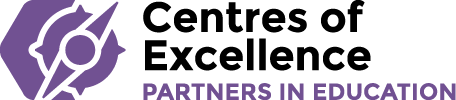 Centres of
Excellence
PARTNERS IN EDUCATION